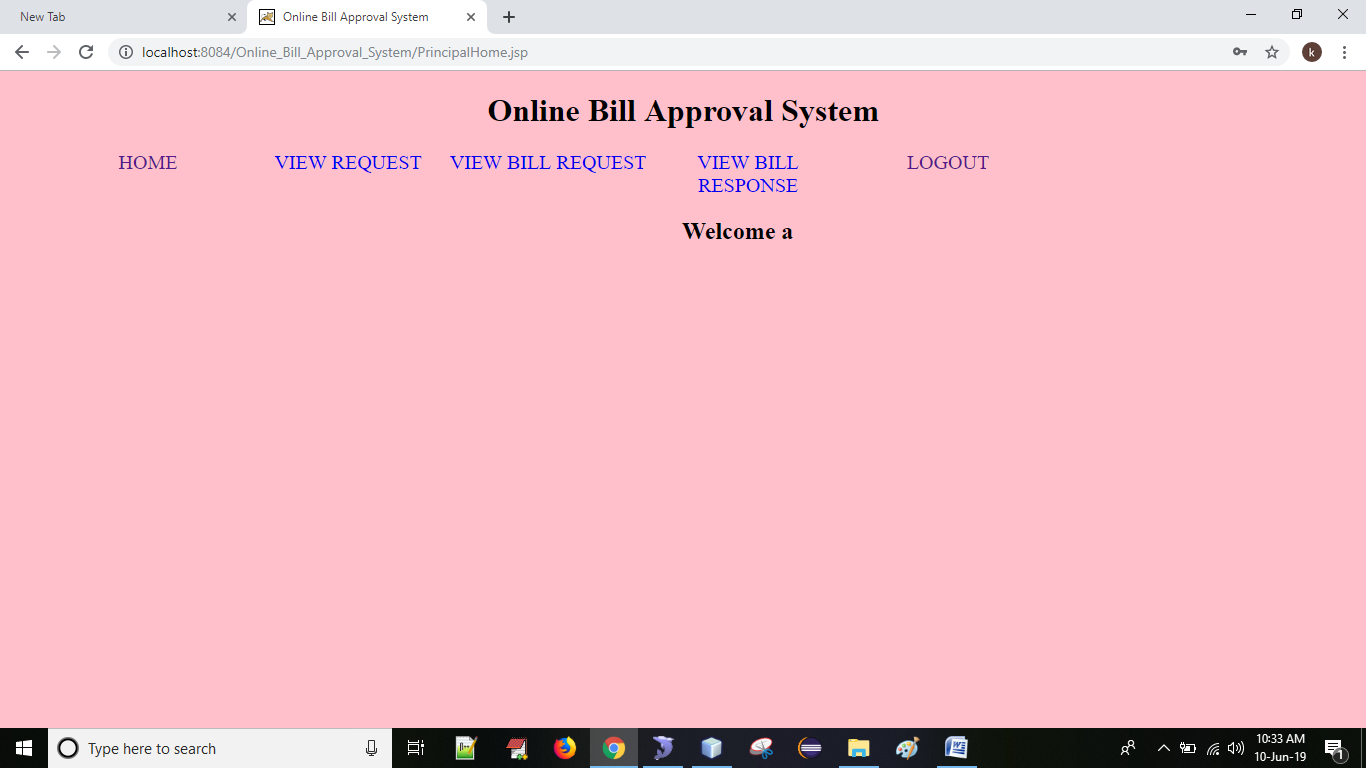 New Tab
Online Bill Approval System
localhost:8084/Online_Bill_Approval_System/PrincipalHome.jsp
k
Online Bill Approval System
HOME VIEW REQUEST VIEW BILL REQUEST VIEW BILL LOGOUT
RESPONSE
Welcome a
Type here to search
10:33 AM
10-Jun-19
1